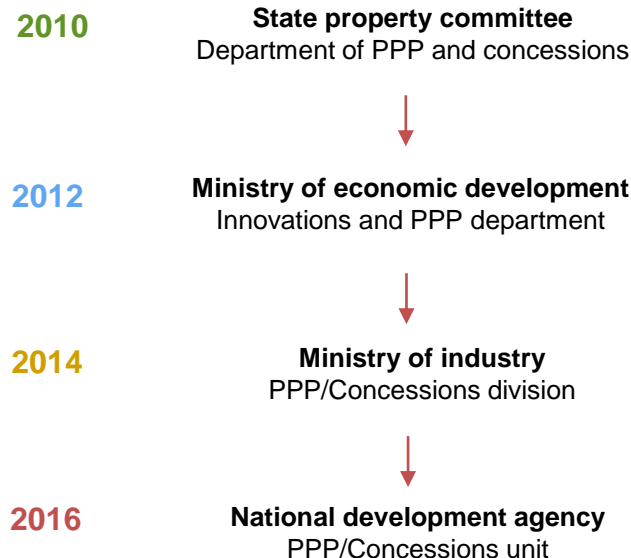 2010
State property committee
Department of PPP and concessions
2012
Ministry of economic development
Innovations and PPP department
2014
Ministry of industry
PPP/Concessions division
2016
National development agency
PPP/Concessions unit